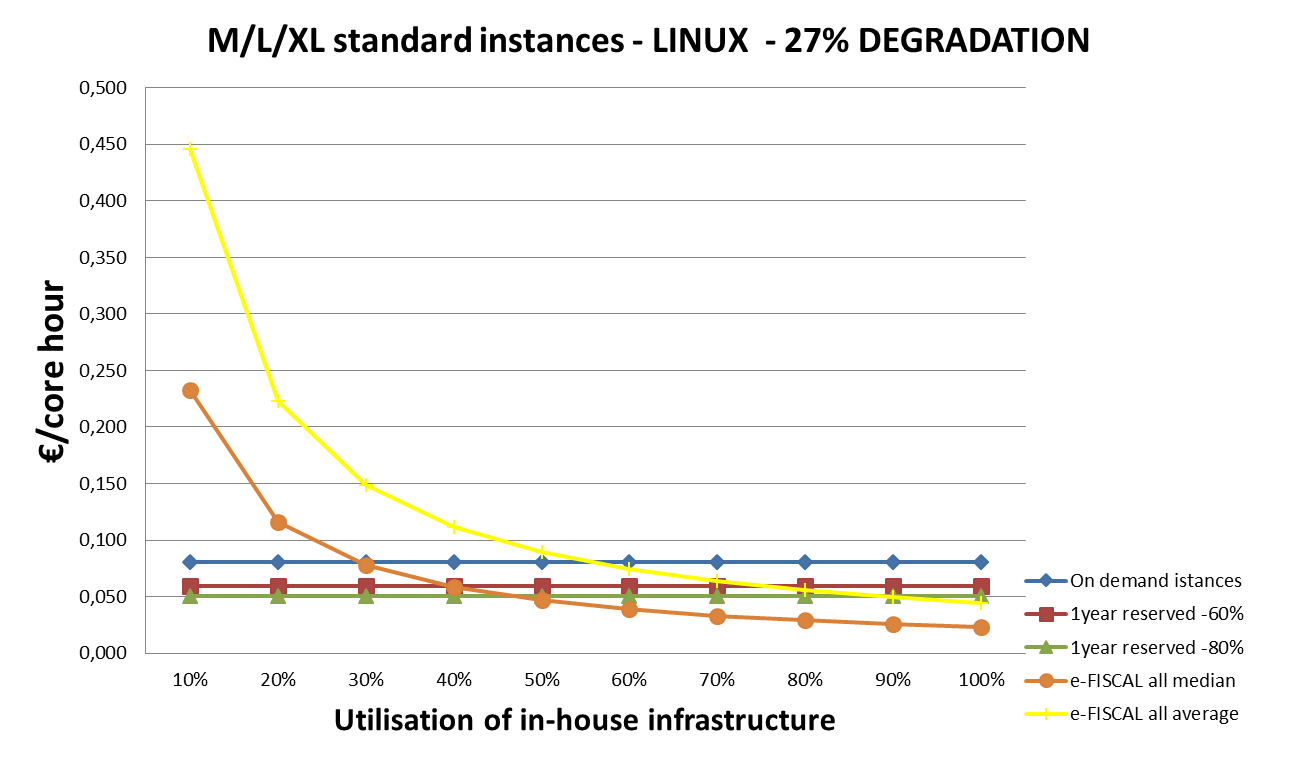 M/L/XL standard instances - LINUX  - 27% DEGRADATION
0,500
0,450
0,400
0,350
0,300
0,250
0,200
0,150
0,100
0,050
0,000
€/core hour
10% 20% 30% 40% 50% 60% 70% 80% 90% 100%
Utilisation of in-house infrastructure
On demand istances
1year reserved -60%
1year reserved -80%
e-FISCAL all median
e-FISCAL all average